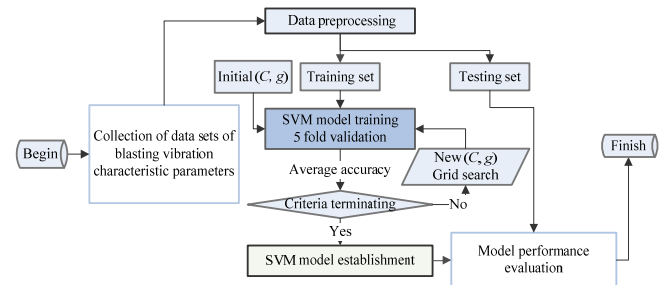 Data preprocessing
Initial (C, g)
Training set
Testing set
SVM model training
5 fold validation
Collection of data sets of
blasting vibration
characteristic parameters
Begin
Finish
New (C, g)
Grid search
Average accuracy
Criteria terminating
No
Yes
SVM model establishment
Model performance
evaluation